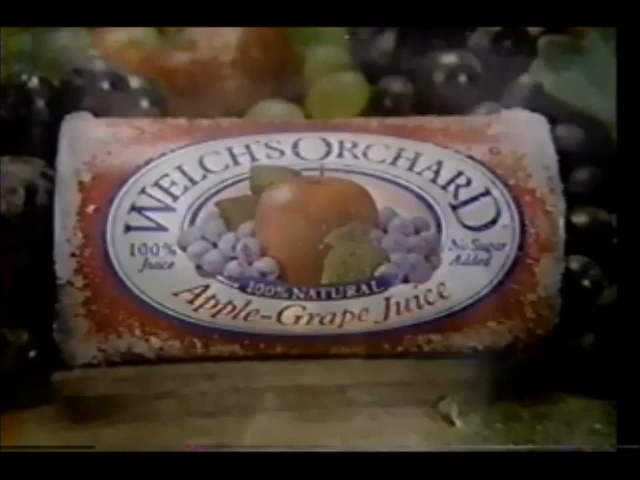 WELCH'S ORCHARD
100% Juice
No Sugar Added
100% NATURAL
Apple-Grape Juice